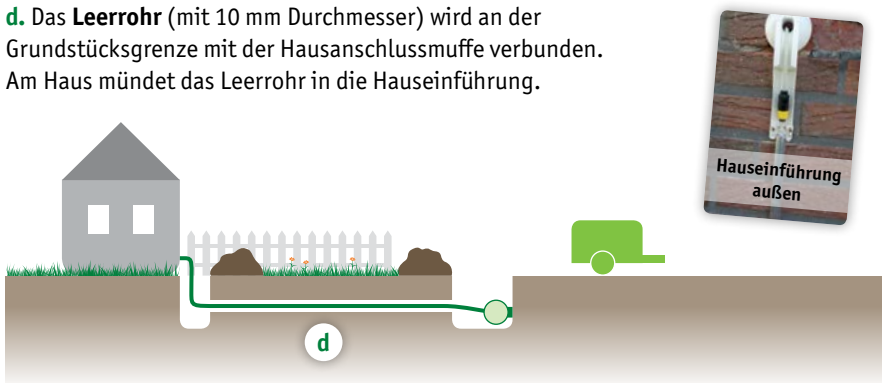 d. Das Leerrohr (mit 10 mm Durchmesser) wird an der
Grundstücksgrenze mit der Hausanschlussmuffe verbunden.
Am Haus mündet das Leerrohr in die Hauseinführung.
Hauseinführung
außen
d